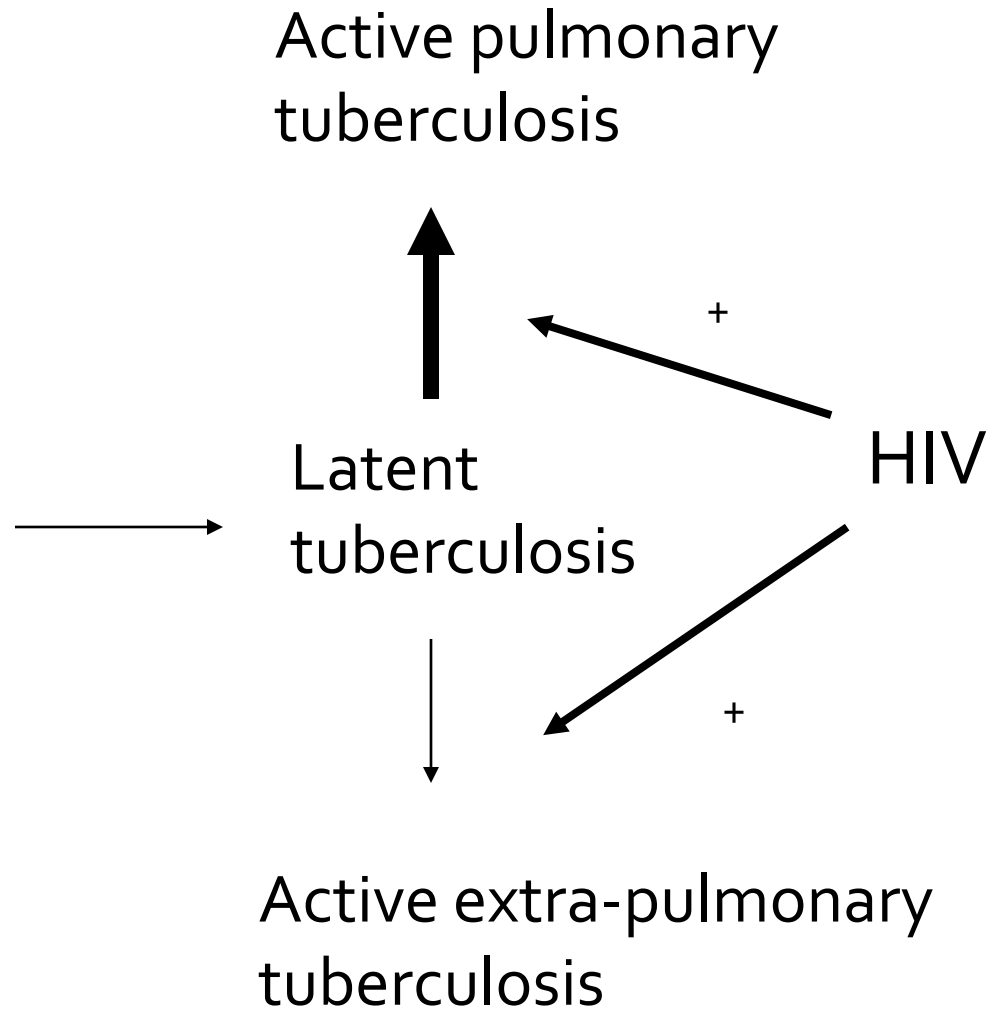 Active pulmonary
tuberculosis
+
HIV
Latent
tuberculosis
+
Active extra-pulmonary
tuberculosis